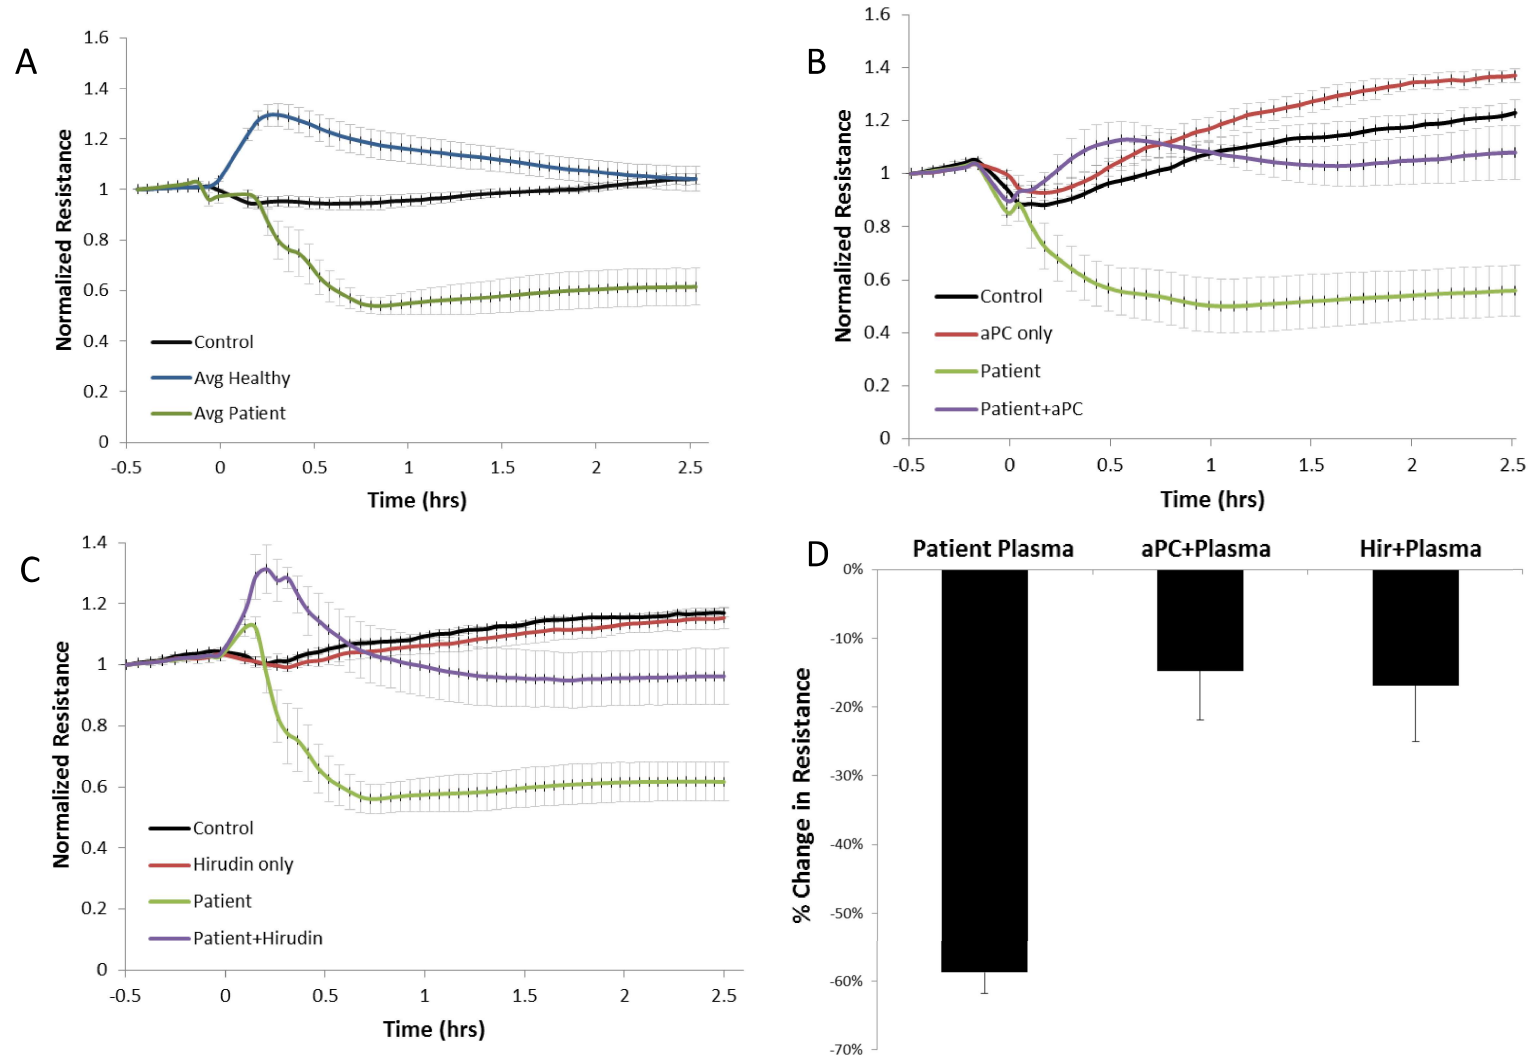 A
1.6
1.4
1.2
1
0.8
0.6
0.4
0.2
0
Normalized Resistance
Control
Avg Healthy
Avg Patient
-0.5
0
0.5
1
1.5
2
2.5
Time (hrs)
B
1.6
1.4
1.2
1
0.8
0.6
0.4
0.2
0
Normalized Resistance
Control
aPC only
Patient
Patient+aPC
-0.5
0
0.5
1
1.5
2
2.5
Time (hrs)
C
1.4
1.2
1
0.8
0.6
0.4
0.2
0
Normalized Resistance
Control
Hirudin only
Patient
Patient+Hirudin
-0.5
0
0.5
1
1.5
2
2.5
Time (hrs)
D
Patient Plasma
aPC+Plasma
Hir+Plasma
0%
-10%
-20%
-30%
-40%
-50%
-60%
-70%
% Change in Resistance